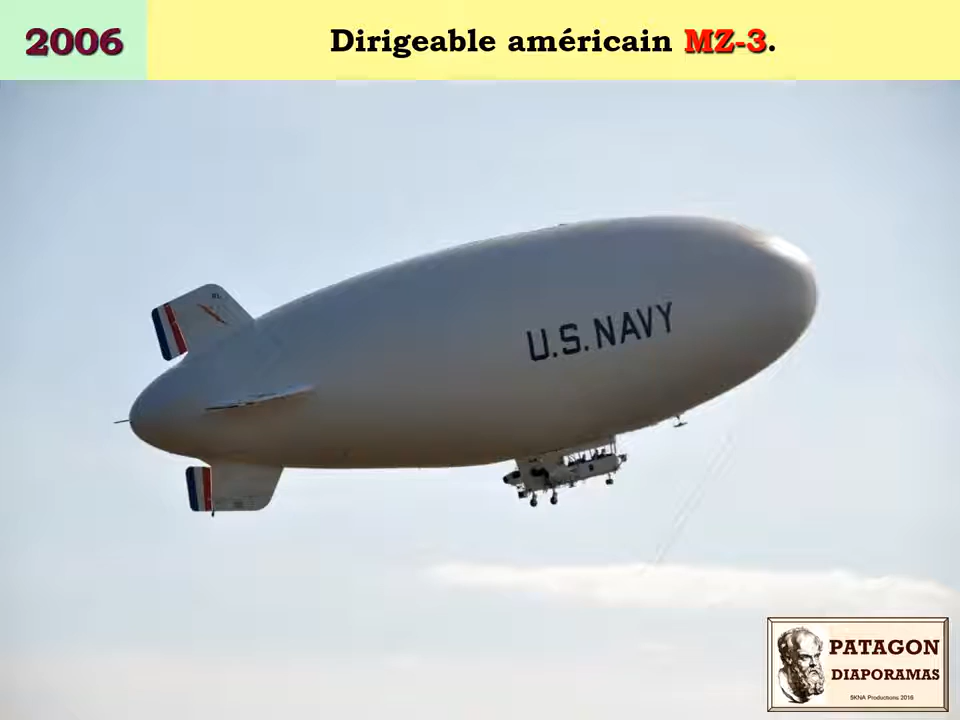 2006
Dirigeable américain MZ-3.
U.S. NAVY
PATAGON
DIAPORAMAS
SKNA Productions 2016